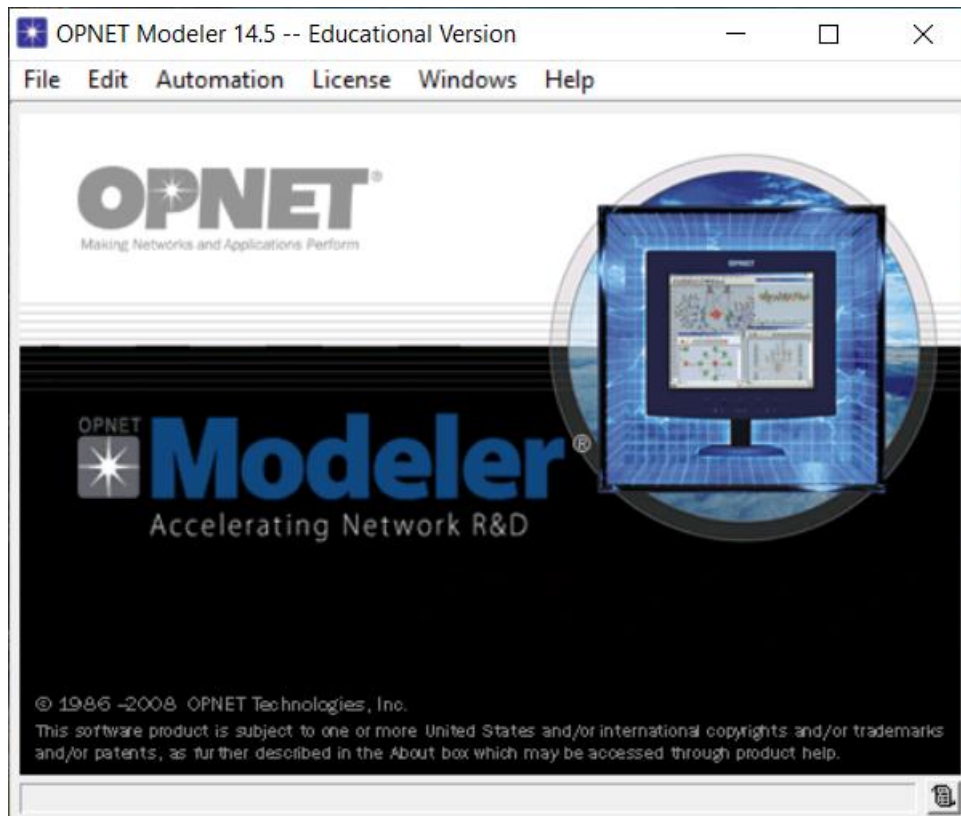 OPNET Modeler 14.5 -- Educational Version
File Edit Automation License Windows Help
OPNET®
Making Networks and Applications Perform
OPNET
OPNET
Modeler®
Accelerating Network R&D
© 1986 -2008 OPNET Technologies, Inc.
This software product is subject to one or more United States and/or international copyrights and/or trademarks
and/or patents, as further described in the About box which may be accessed through product help.